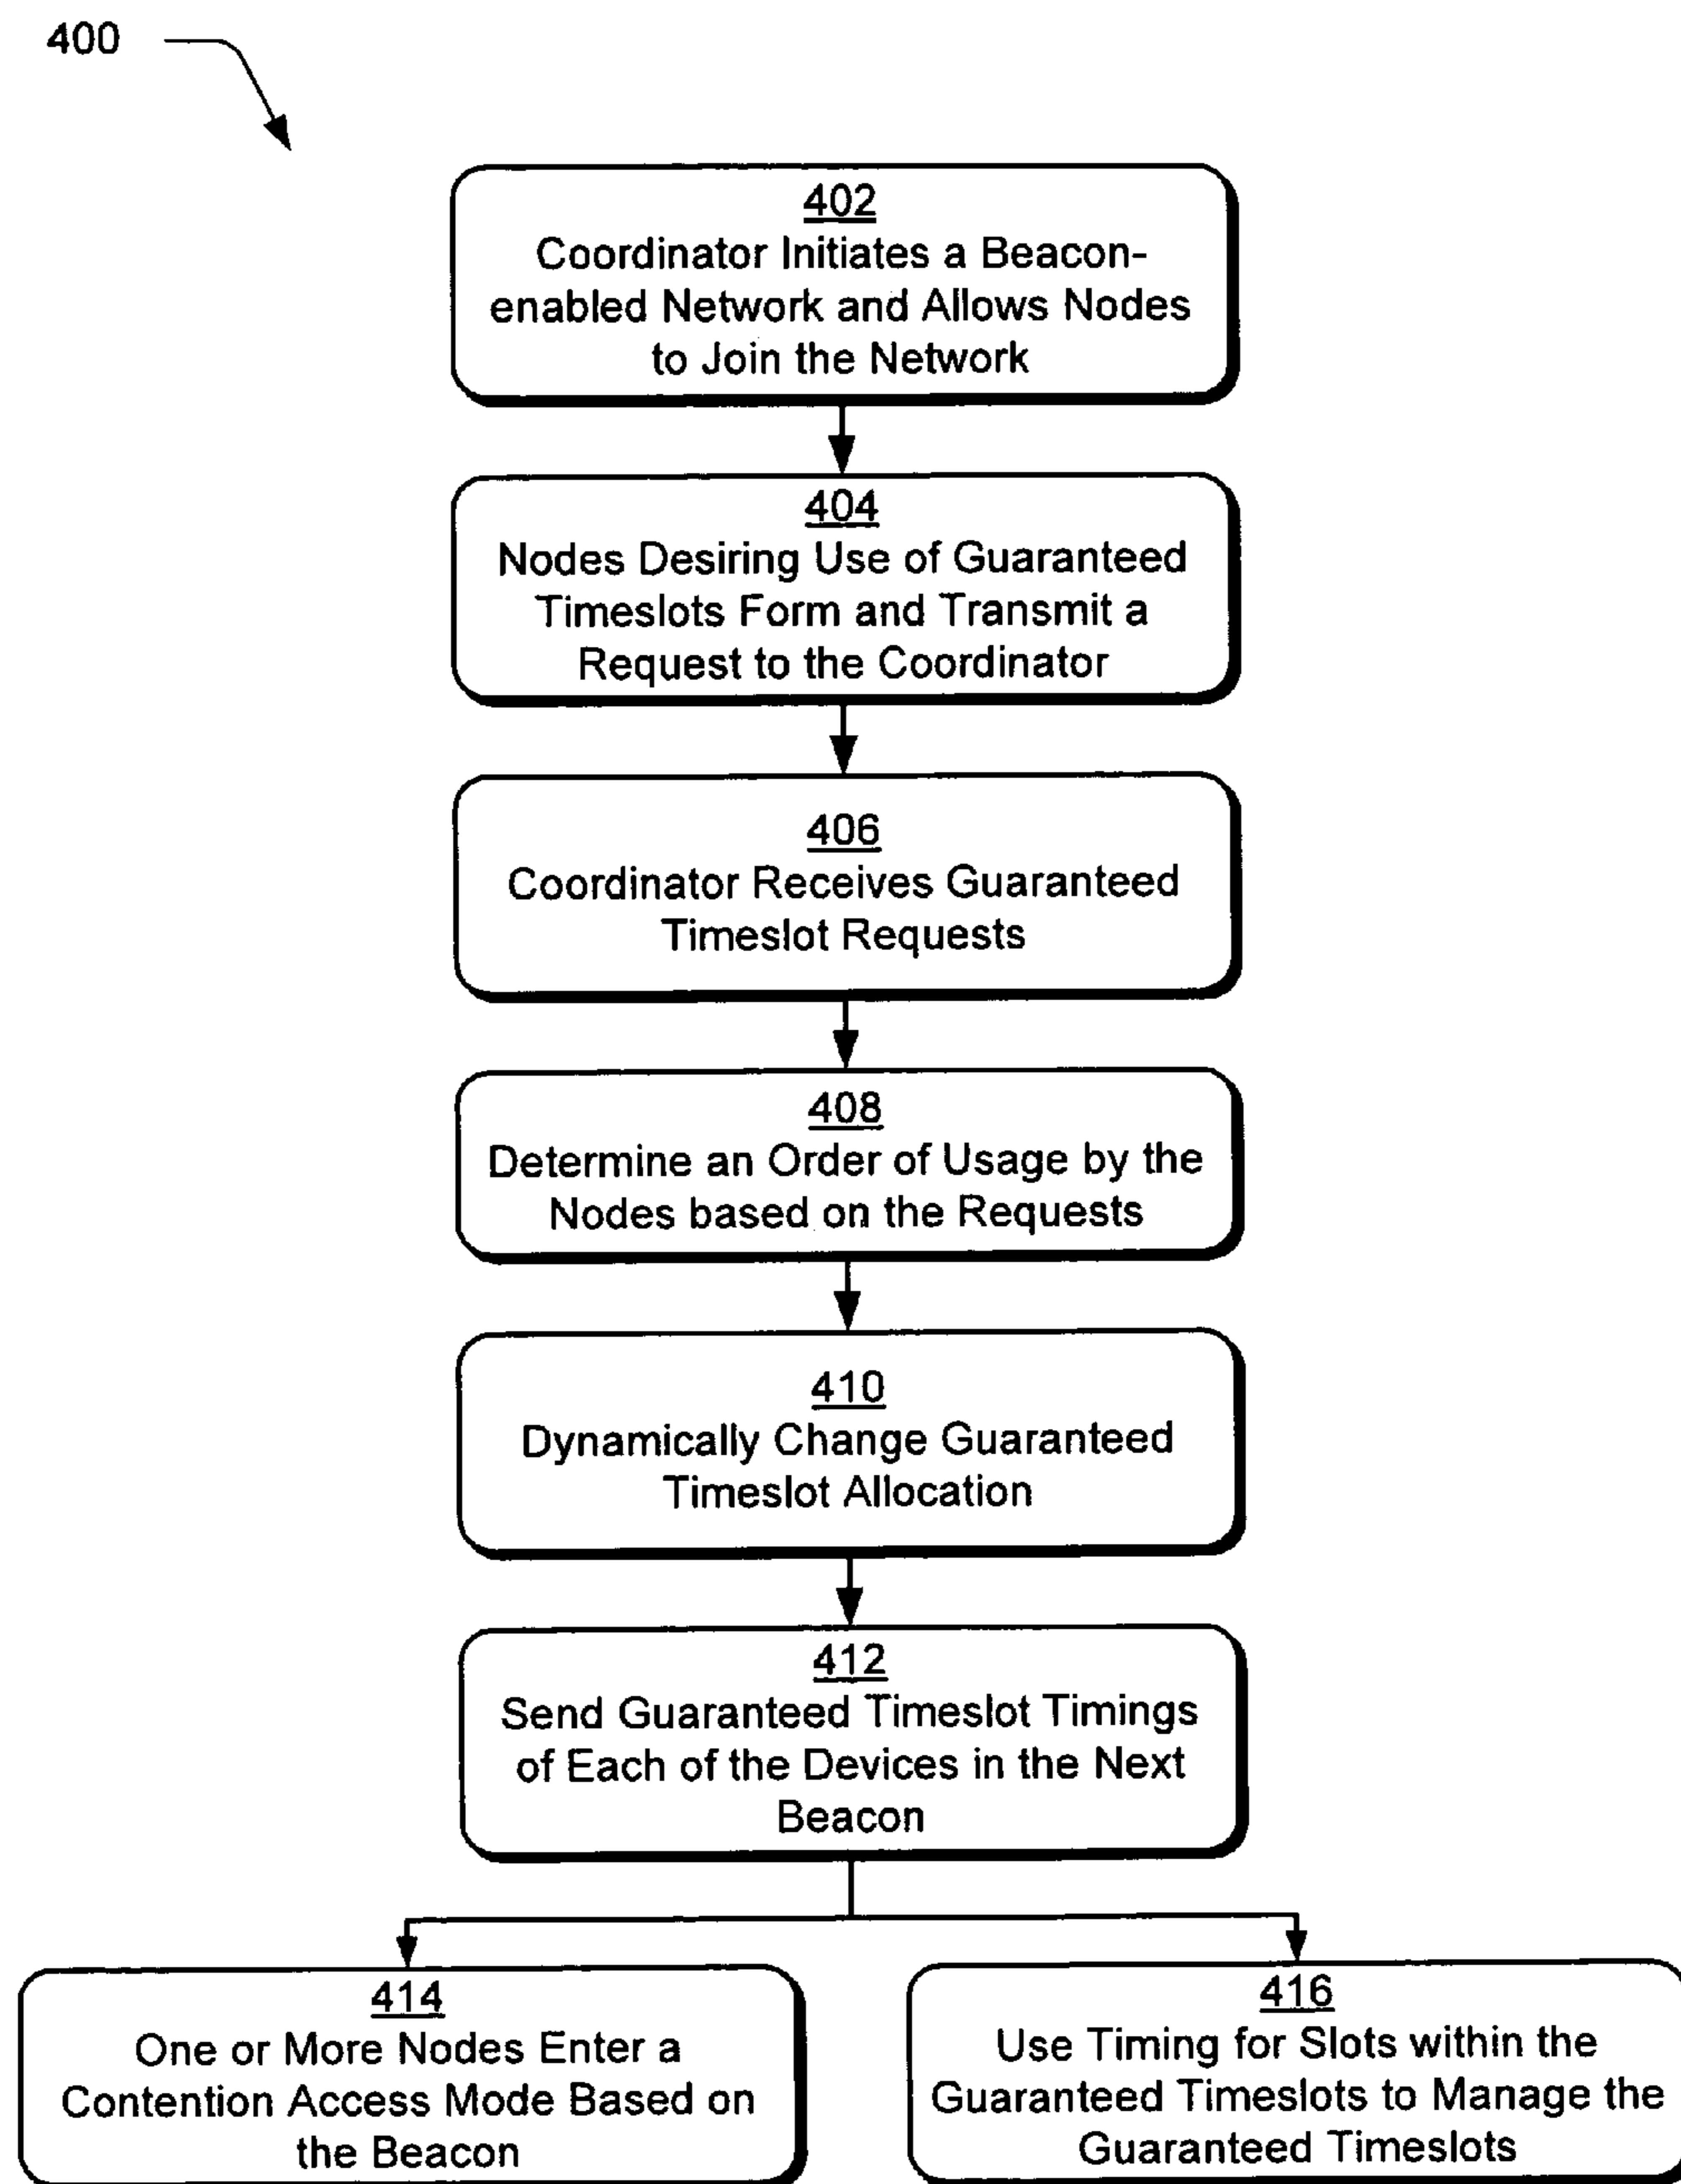 400
402
Coordinator Initiates a Beacon-
enabled Network and Allows Nodes
to Join the Network
404
Nodes Desiring Use of Guaranteed
Timeslots Form and Transmit a
Request to the Coordinator
406
Coordinator Receives Guaranteed
Timeslot Requests
408
Determine an Order of Usage by the
Nodes based on the Requests
410
Dynamically Change Guaranteed
Timeslot Allocation
412
Send Guaranteed Timeslot Timings
of Each of the Devices in the Next
Beacon
414
One or More Nodes Enter a
Contention Access Mode Based on
the Beacon
416
Use Timing for Slots within the
Guaranteed Timeslots to Manage the
Guaranteed Timeslots